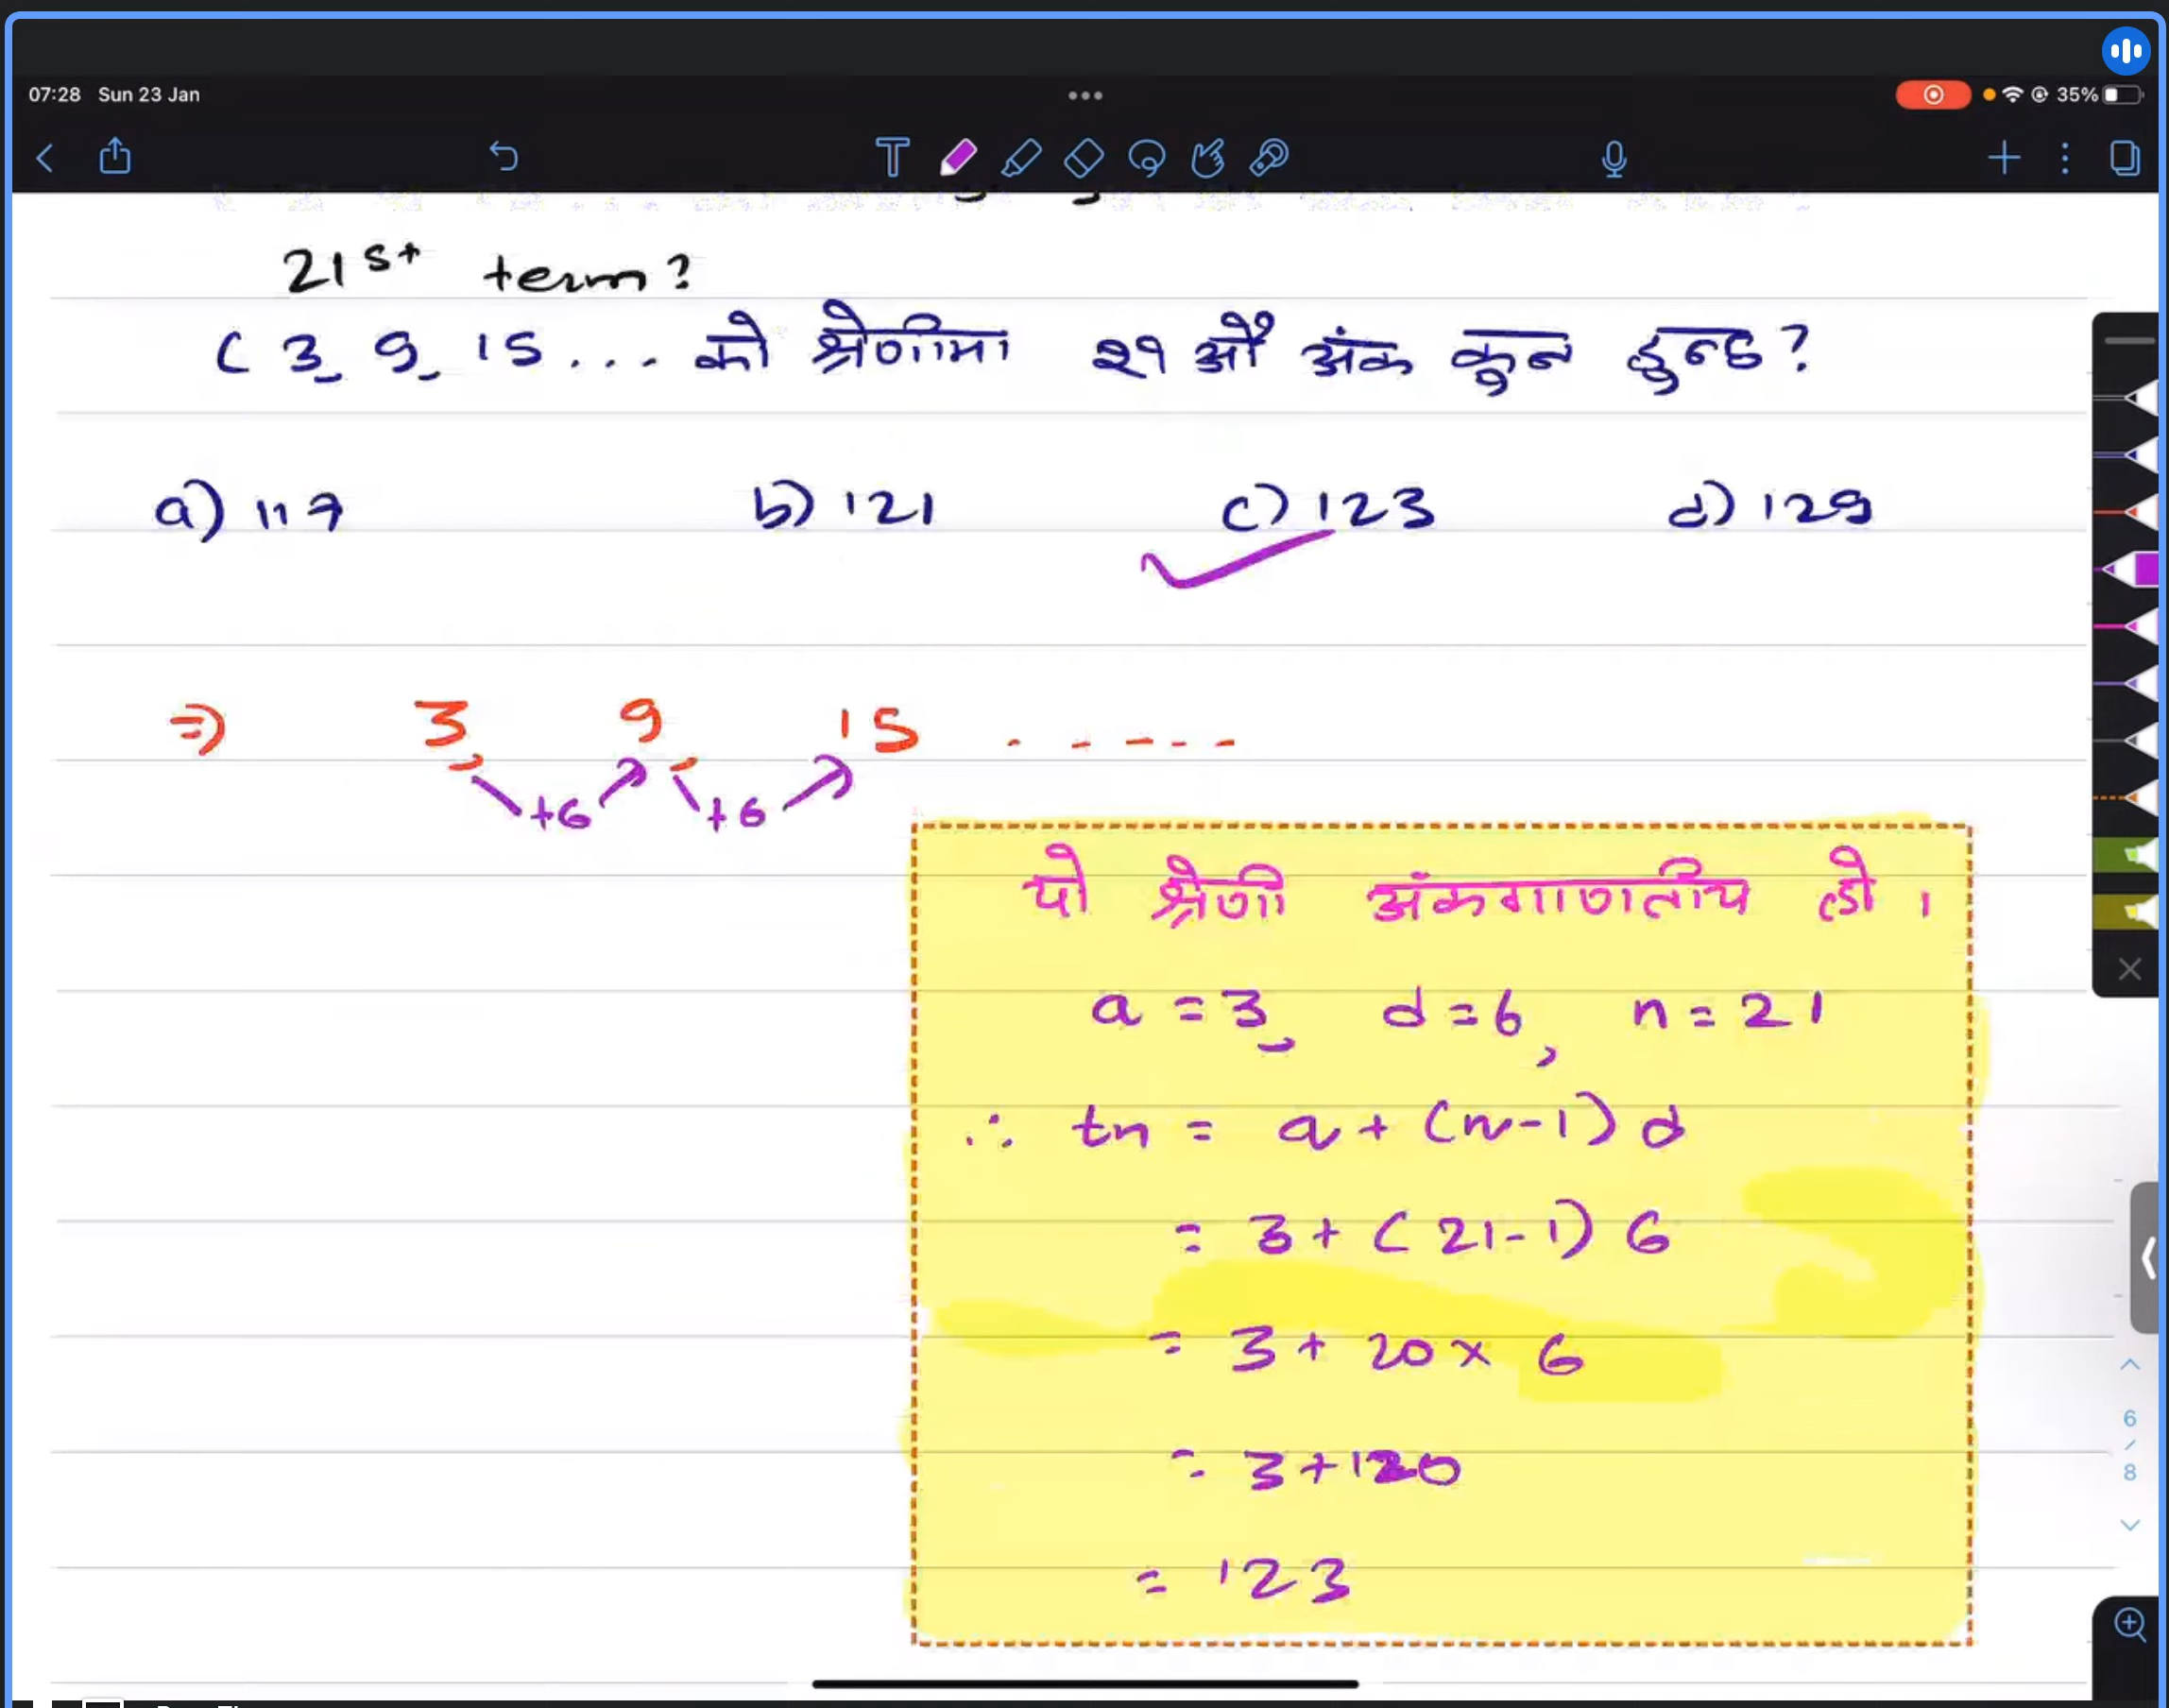 07:28 Sun 23 Jan
35%
21st term?
( 3, 9, 15 ... को श्रेणीमा २१ औं अंक कुन हुन्छ?
a) 117 b) 121 c) 123 d) 129
⇒ 3, 9, 15 . - - - -
+6 +6
यो श्रेणी अंकगाणतीय हो ।
a = 3, d = 6, n = 21
∴ tn = a + (n-1) d
= 3 + ( 21-1) 6
= 3 + 20 × 6
= 3 + 120
= 123
6
/
8